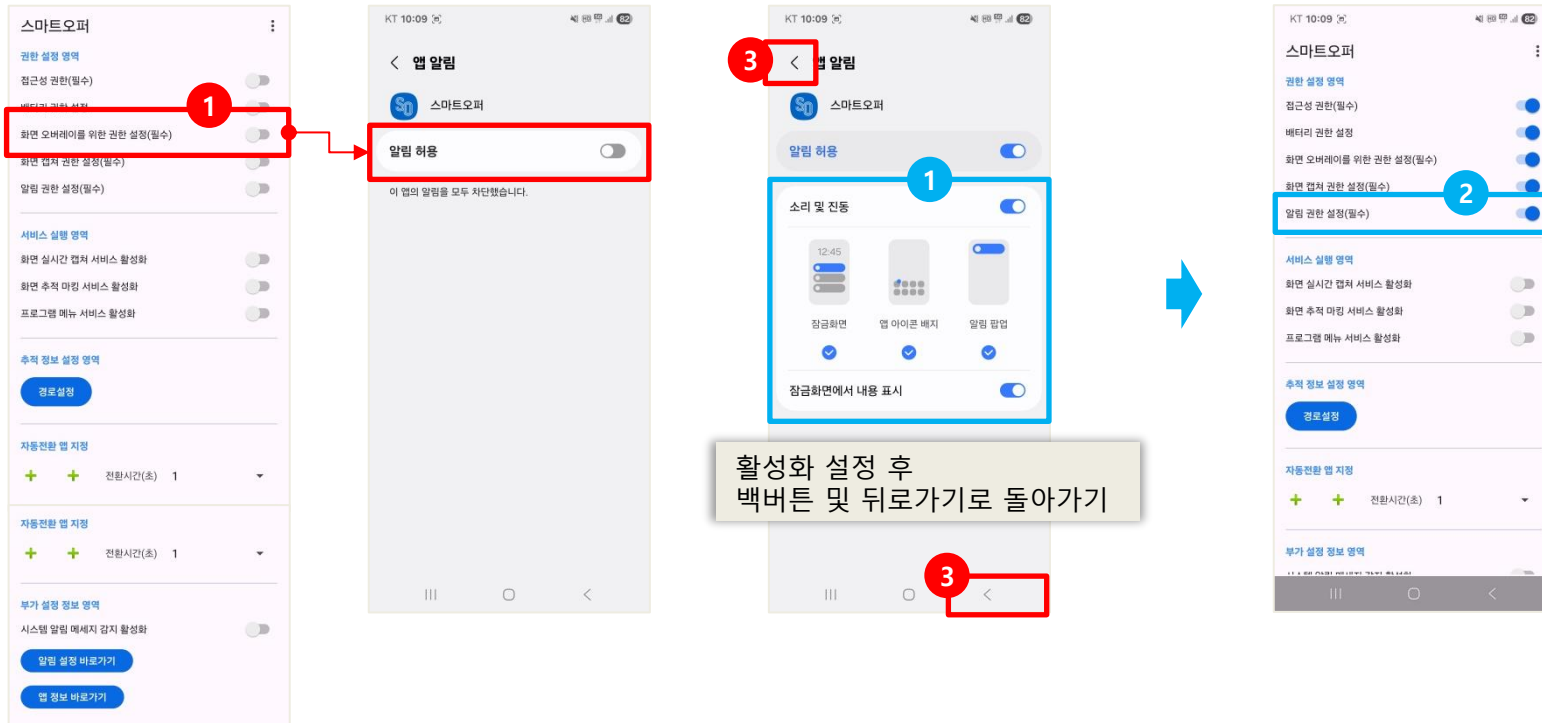 스마트오퍼
권한 설정 영역
접근성 권한(필수)
배터리 권한 설정
1
화면 오버레이를 위한 권한 설정(필수)
화면 캡쳐 권한 설정(필수)
알림 권한 설정(필수)
서비스 실행 영역
화면 실시간 캡쳐 서비스 활성화
화면 추적 마킹 서비스 활성화
프로그램 메뉴 서비스 활성화
추적 정보 설정 영역
경로설정
자동전환 앱 지정
전환시간(초) 1
자동전환 앱 지정
전환시간(초) 1
부가 설정 정보 영역
시스템 알림 메세지 감지 활성화
알림 설정 바로가기
앱 정보 바로가기
KT 10:09
82
앱 알림
스마트오퍼
알림 허용
이 앱의 알림을 모두 차단했습니다.
KT 10:09
82
3
앱 알림
스마트오퍼
알림 허용
1
소리 및 진동
12:45
잠금화면 앱 아이콘 배지 알림 팝업
잠금화면에서 내용 표시
활성화 설정 후
백버튼 및 뒤로가기로 돌아가기
3
KT 10:09
82
스마트오퍼
권한 설정 영역
접근성 권한(필수)
배터리 권한 설정
화면 오버레이를 위한 권한 설정(필수)
화면 캡쳐 권한 설정(필수)
2
알림 권한 설정(필수)
서비스 실행 영역
화면 실시간 캡쳐 서비스 활성화
화면 추적 마킹 서비스 활성화
프로그램 메뉴 서비스 활성화
추적 정보 설정 영역
경로설정
자동전환 앱 지정
전환시간(초) 1
부가 설정 정보 영역